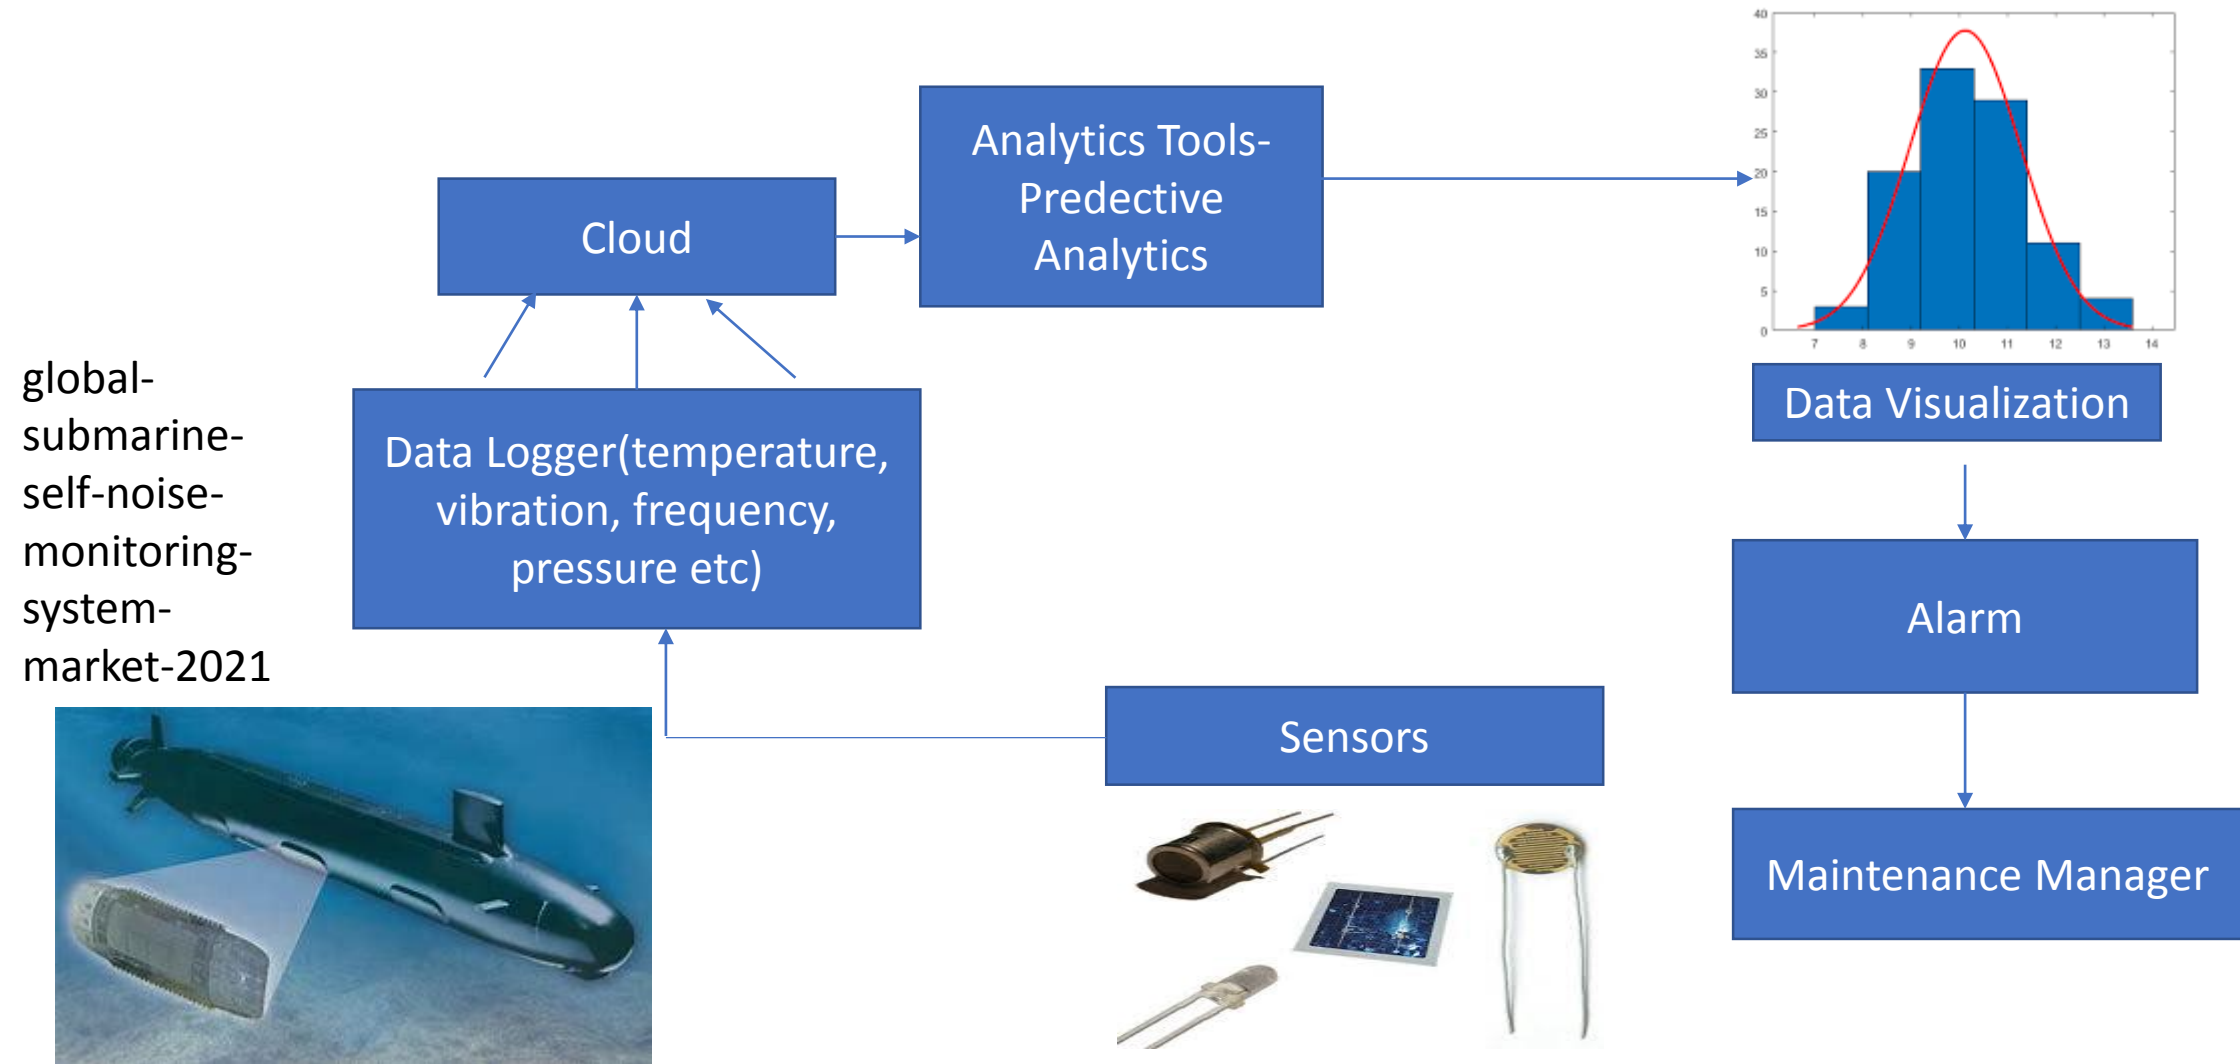 40
35
30
25
20
15
10
5
0
7 8 9 10 11 12 13 14
Analytics Tools-
Predective
Analytics
Cloud
Data Visualization
global-
submarine-
self-noise-
monitoring-
system-
market-2021
Data Logger(temperature,
vibration, frequency,
pressure etc)
Alarm
Sensors
Maintenance Manager